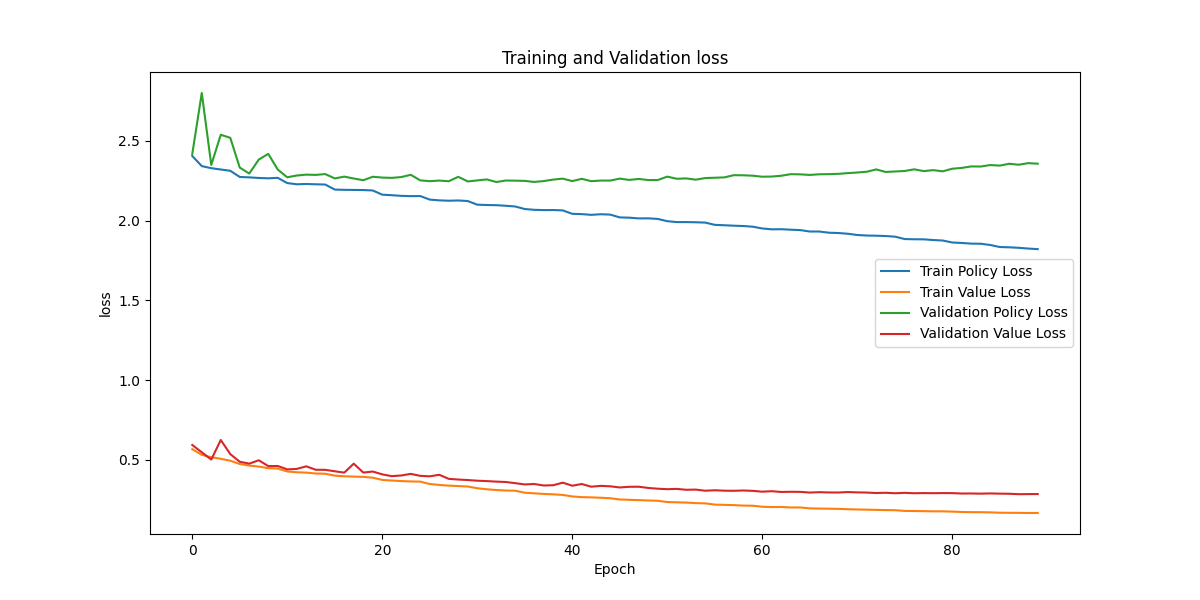 Training and Validation loss
2.5
2.0
1.5
1.0
0.5
loss
Train Policy Loss
Train Value Loss
Validation Policy Loss
Validation Value Loss
0
20
40
60
80
Epoch